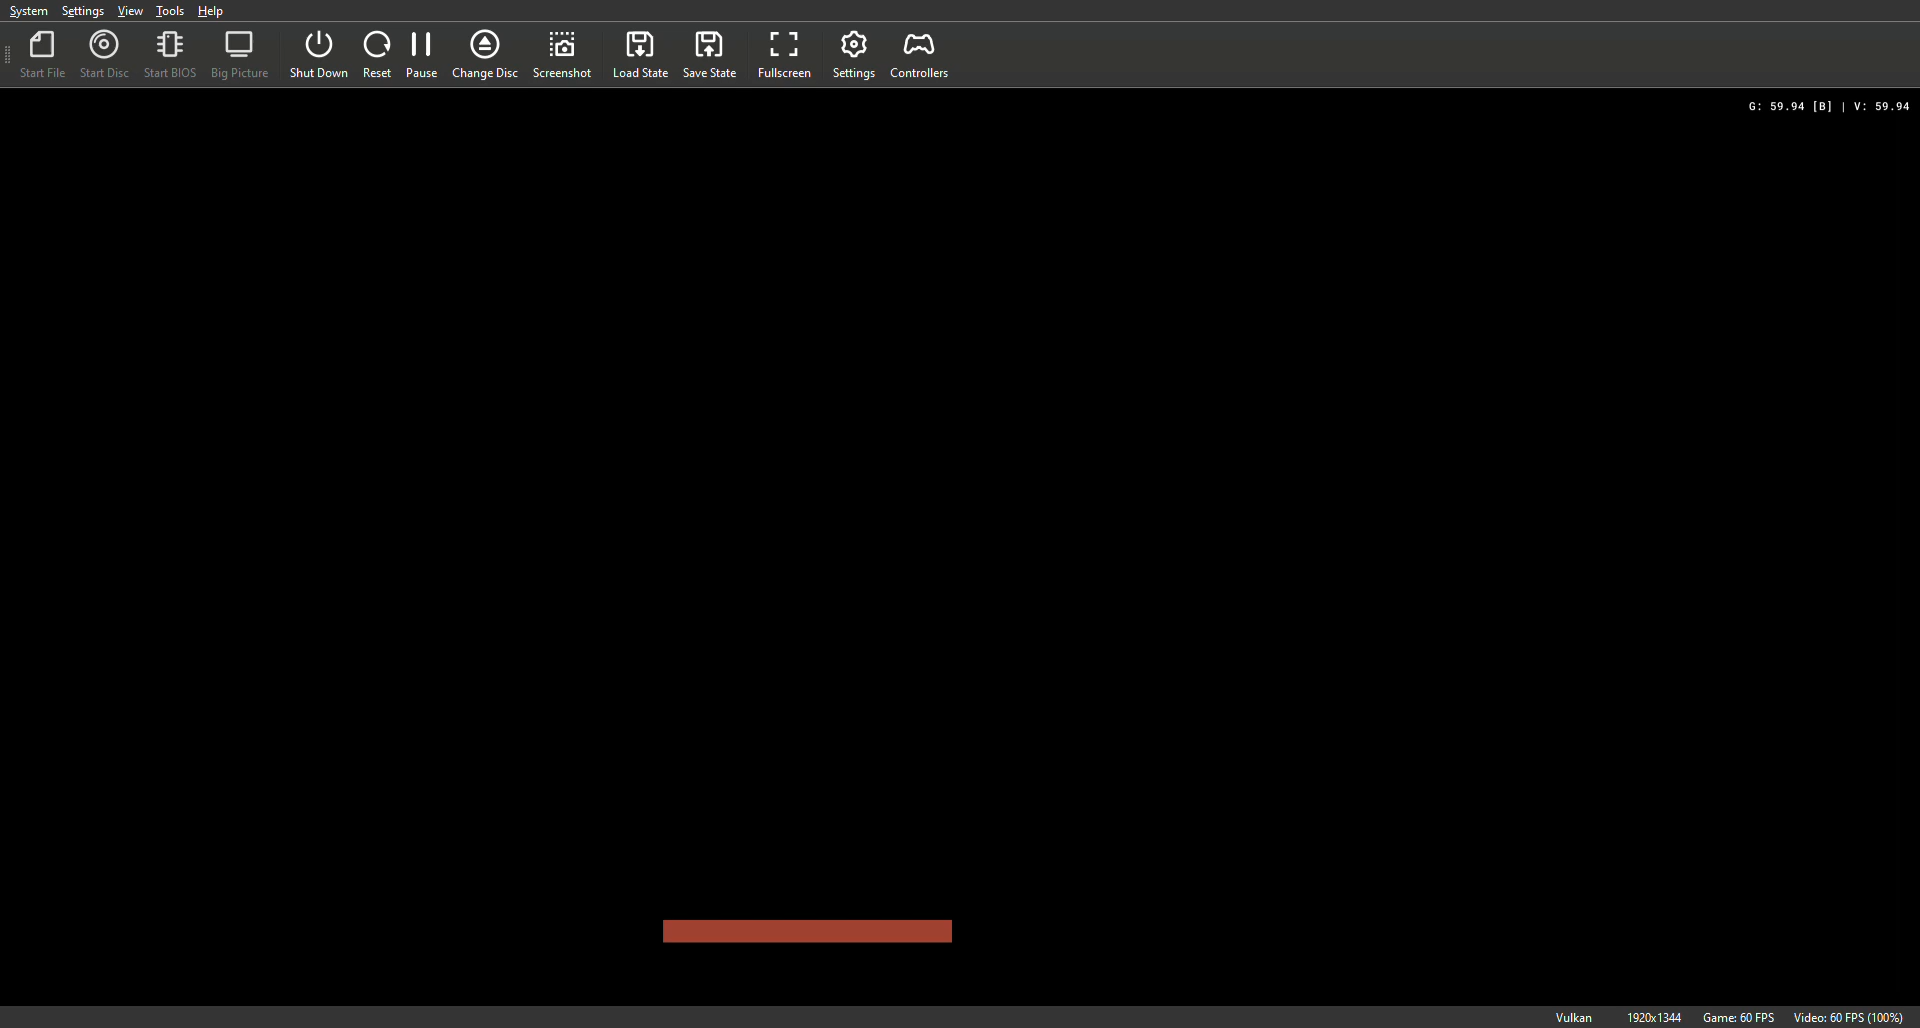 System Settings View Tools Help
Start File Start Disc Start BIOS Big Picture Shut Down Reset Pause Change Disc Screenshot Load State Save State Fullscreen Settings Controllers
G: 59.94 [B] | V: 59.94
Vulkan 1920x1344 Game: 60 FPS Video: 60 FPS (100%)